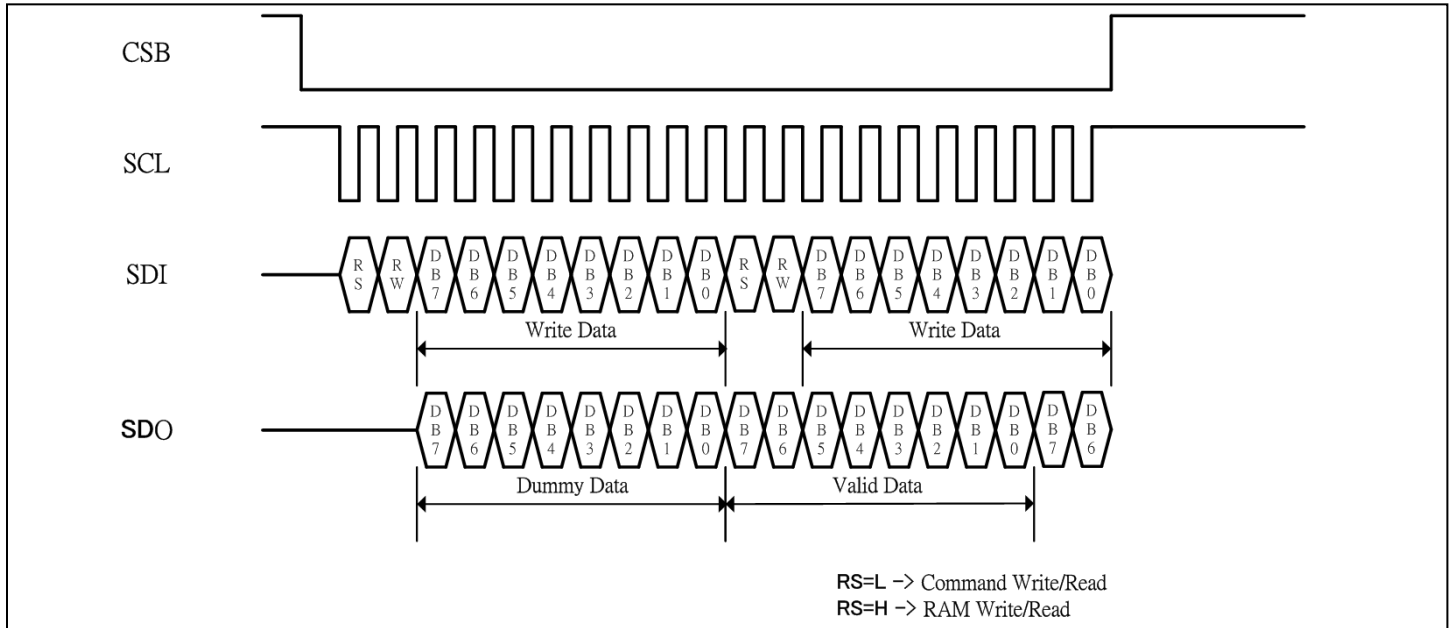 CSB
SCL
SDI
RS RW DB7 DB6 DB5 DB4 DB3 DB2 DB1 DB0 RS RW DB7 DB6 DB5 DB4 DB3 DB2 DB1 DB0
Write Data Write Data
SDO
DB7 DB6 DB5 DB4 DB3 DB2 DB1 DB0 DB7 DB6 DB5 DB4 DB3 DB2 DB1 DB0 DB7 DB6
Dummy Data Valid Data
RS=L -> Command Write/Read
RS=H -> RAM Write/Read